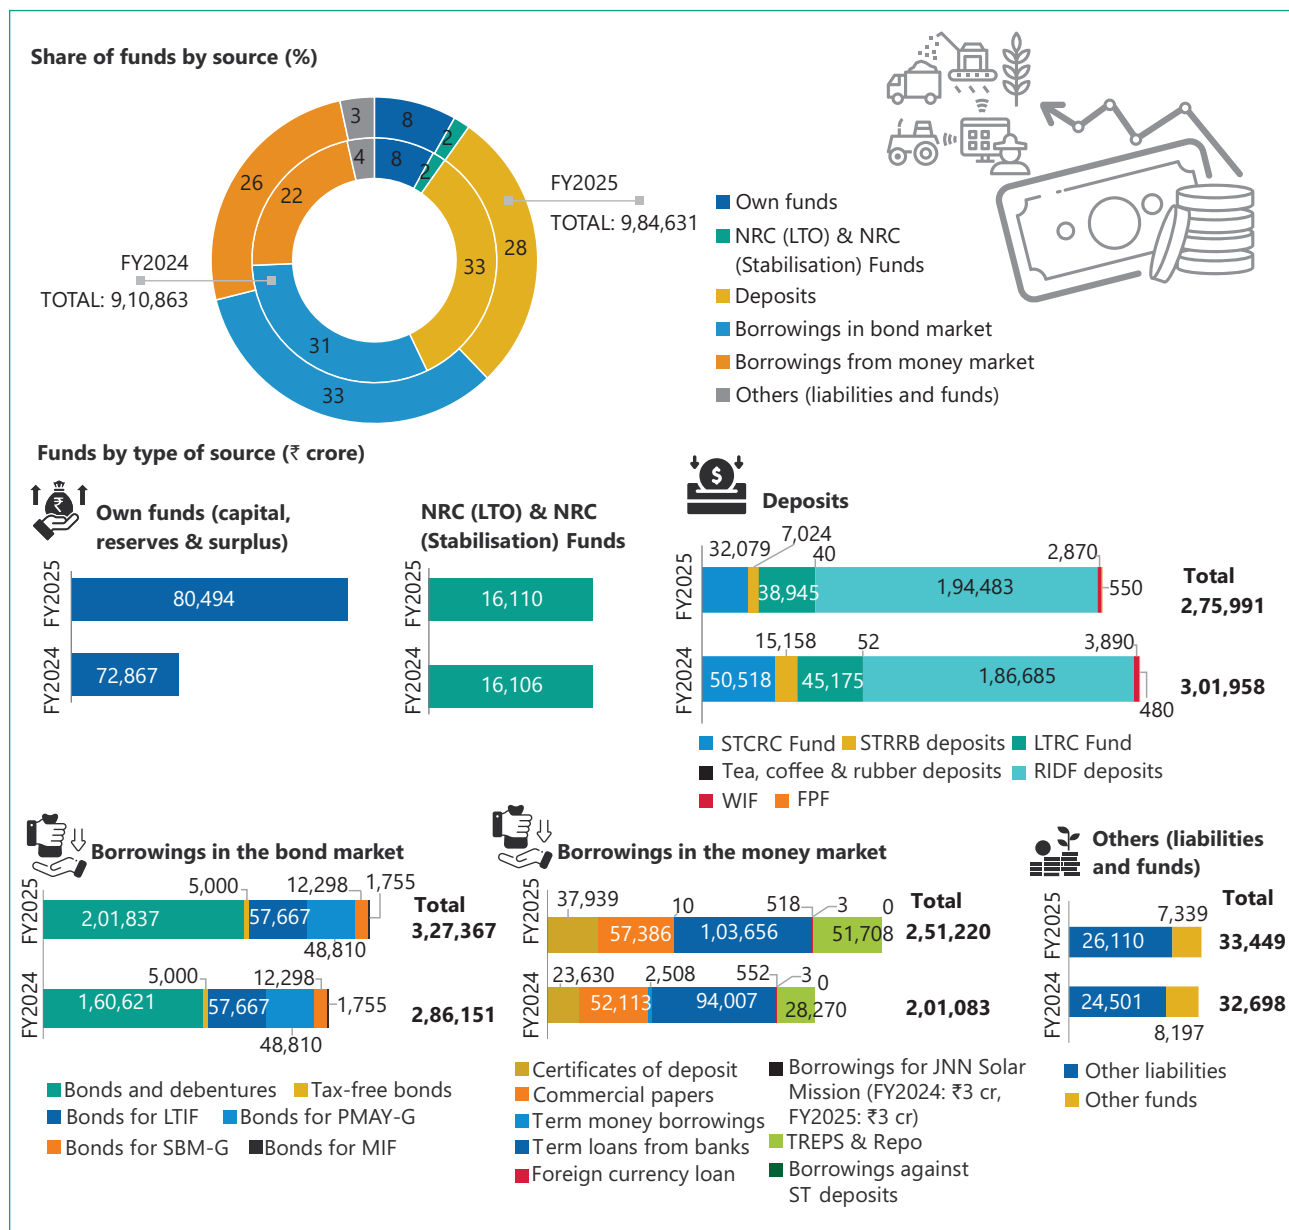 Share of funds by source (%)
3
8
2
4
8
2
26
22
FY2025
TOTAL: 9,84,631
33
28
FY2024
TOTAL: 9,10,863
31
33
Own funds
NRC (LTO) & NRC
(Stabilisation) Funds
Deposits
Borrowings in bond market
Borrowings from money market
Others (liabilities and funds)
Funds by type of source (₹ crore)
₹
Own funds (capital,
reserves & surplus)
FY2025
80,494
FY2024
72,867
NRC (LTO) & NRC
(Stabilisation) Funds
FY2025
16,110
FY2024
16,106
$
Deposits
FY2025
32,079
7,024
38,945
40
1,94,483
2,870
550
Total
2,75,991
FY2024
50,518
15,158
45,175
52
1,86,685
3,890
480
3,01,958
STCRC Fund
STRRB deposits
LTRC Fund
Tea, coffee & rubber deposits
RIDF deposits
WIF
FPF
Borrowings in the bond market
FY2025
2,01,837
5,000
57,667
48,810
12,298
1,755
Total
3,27,367
FY2024
1,60,621
5,000
57,667
48,810
12,298
1,755
2,86,151
Bonds and debentures
Tax-free bonds
Bonds for LTIF
Bonds for PMAY-G
Bonds for SBM-G
Bonds for MIF
Borrowings in the money market
FY2025
37,939
57,386
10
1,03,656
518
3
51,708
0
Total
2,51,220
FY2024
23,630
52,113
2,508
94,007
552
3
28,270
0
2,01,083
Certificates of deposit
Commercial papers
Term money borrowings
Term loans from banks
Foreign currency loan
Borrowings for JNN Solar
Mission (FY2024: ₹3 cr,
FY2025: ₹3 cr)
TREPS & Repo
Borrowings against
ST deposits
Others (liabilities
and funds)
FY2025
26,110
7,339
Total
33,449
FY2024
24,501
8,197
32,698
Other liabilities
Other funds